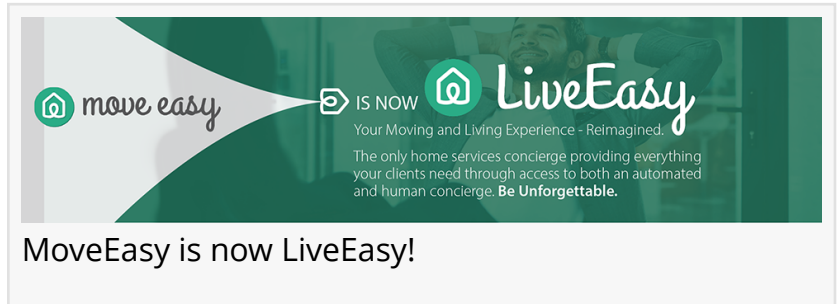 move easy
IS NOW
LiveEasy
Your Moving and Living Experience - Reimagined.
The only home services concierge providing everything
your clients need through access to both an automated
and human concierge. Be Unforgettable.
MoveEasy is now LiveEasy!